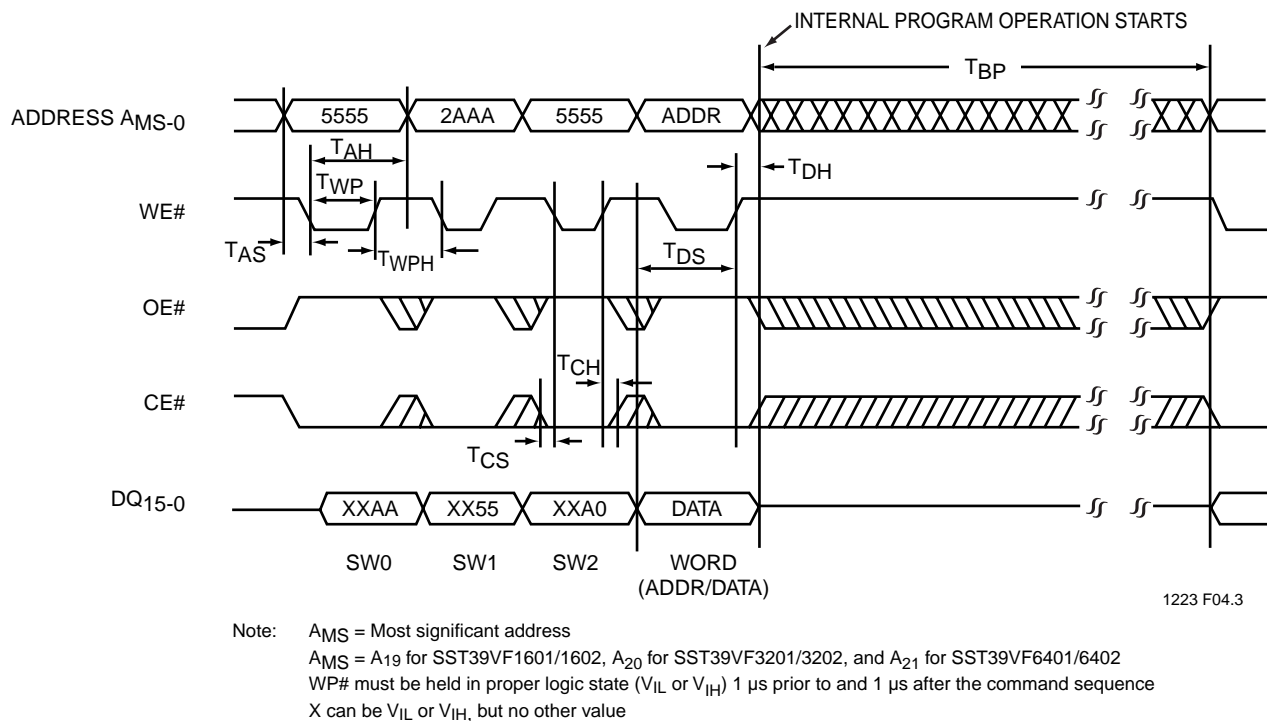 INTERNAL PROGRAM OPERATION STARTS
TBP
ADDRESS AMS-0
5555
2AAA
5555
ADDR
TAH
TDH
TWP
WE#
TAS
TWPH
TDS
OE#
TCH
CE#
TCS
DQ15-0
XXAA
XX55
XXA0
DATA
SW0
SW1
SW2
WORD
(ADDR/DATA)
1223 F04.3
Note: AMS = Most significant address
AMS = A19 for SST39VF1601/1602, A20 for SST39VF3201/3202, and A21 for SST39VF6401/6402
WP# must be held in proper logic state (VIL or VIH) 1 µs prior to and 1 µs after the command sequence
X can be VIL or VIH, but no other value